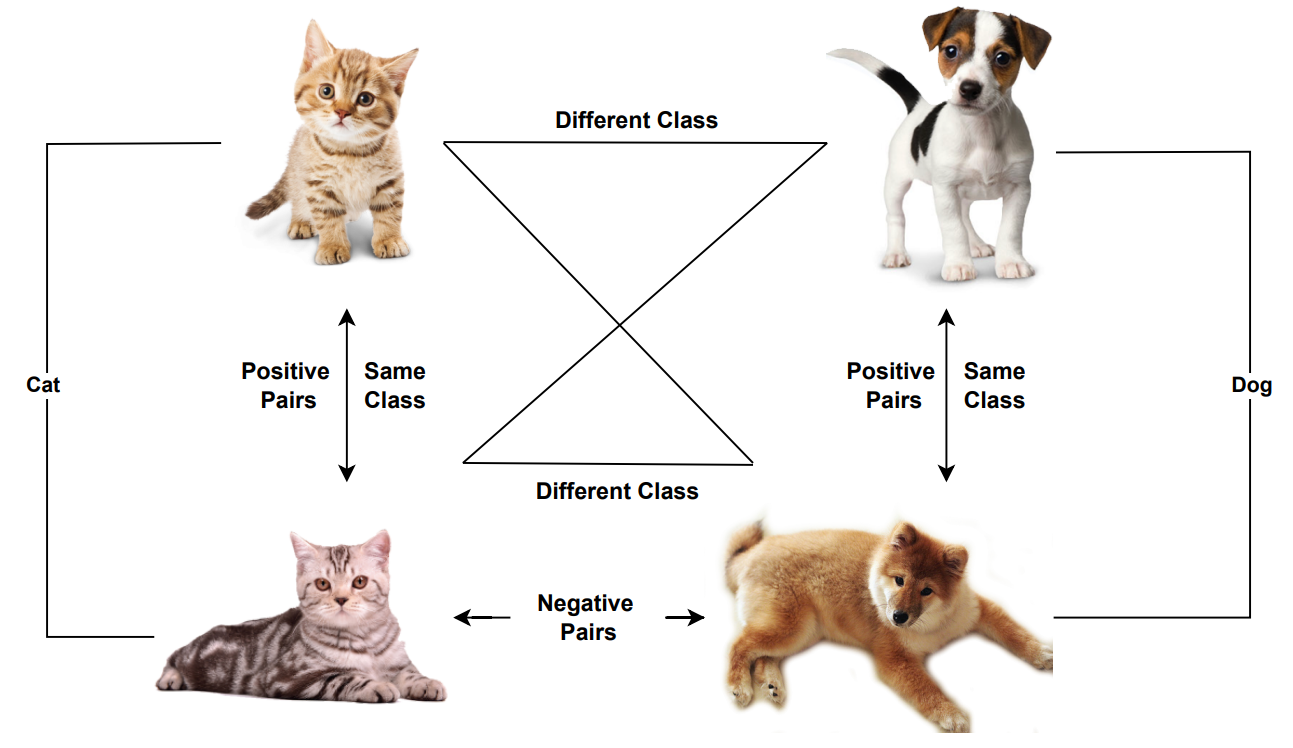 Different Class
Cat
Positive
Pairs
Same
Class
Positive
Pairs
Same
Class
Dog
Different Class
Negative
Pairs